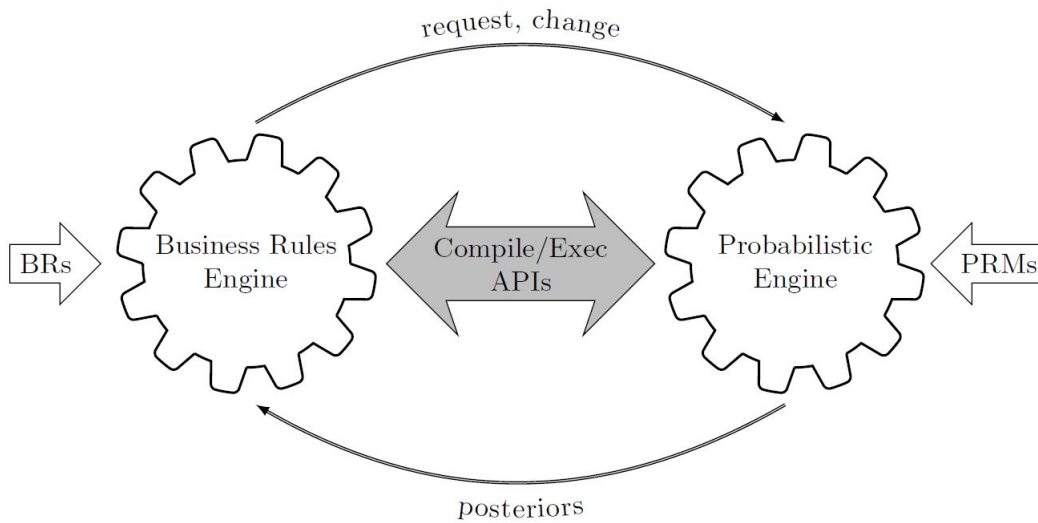 request, change
BRs
Business Rules
Engine
Compile/Exec
APIs
Probabilistic
Engine
PRMs
posteriors